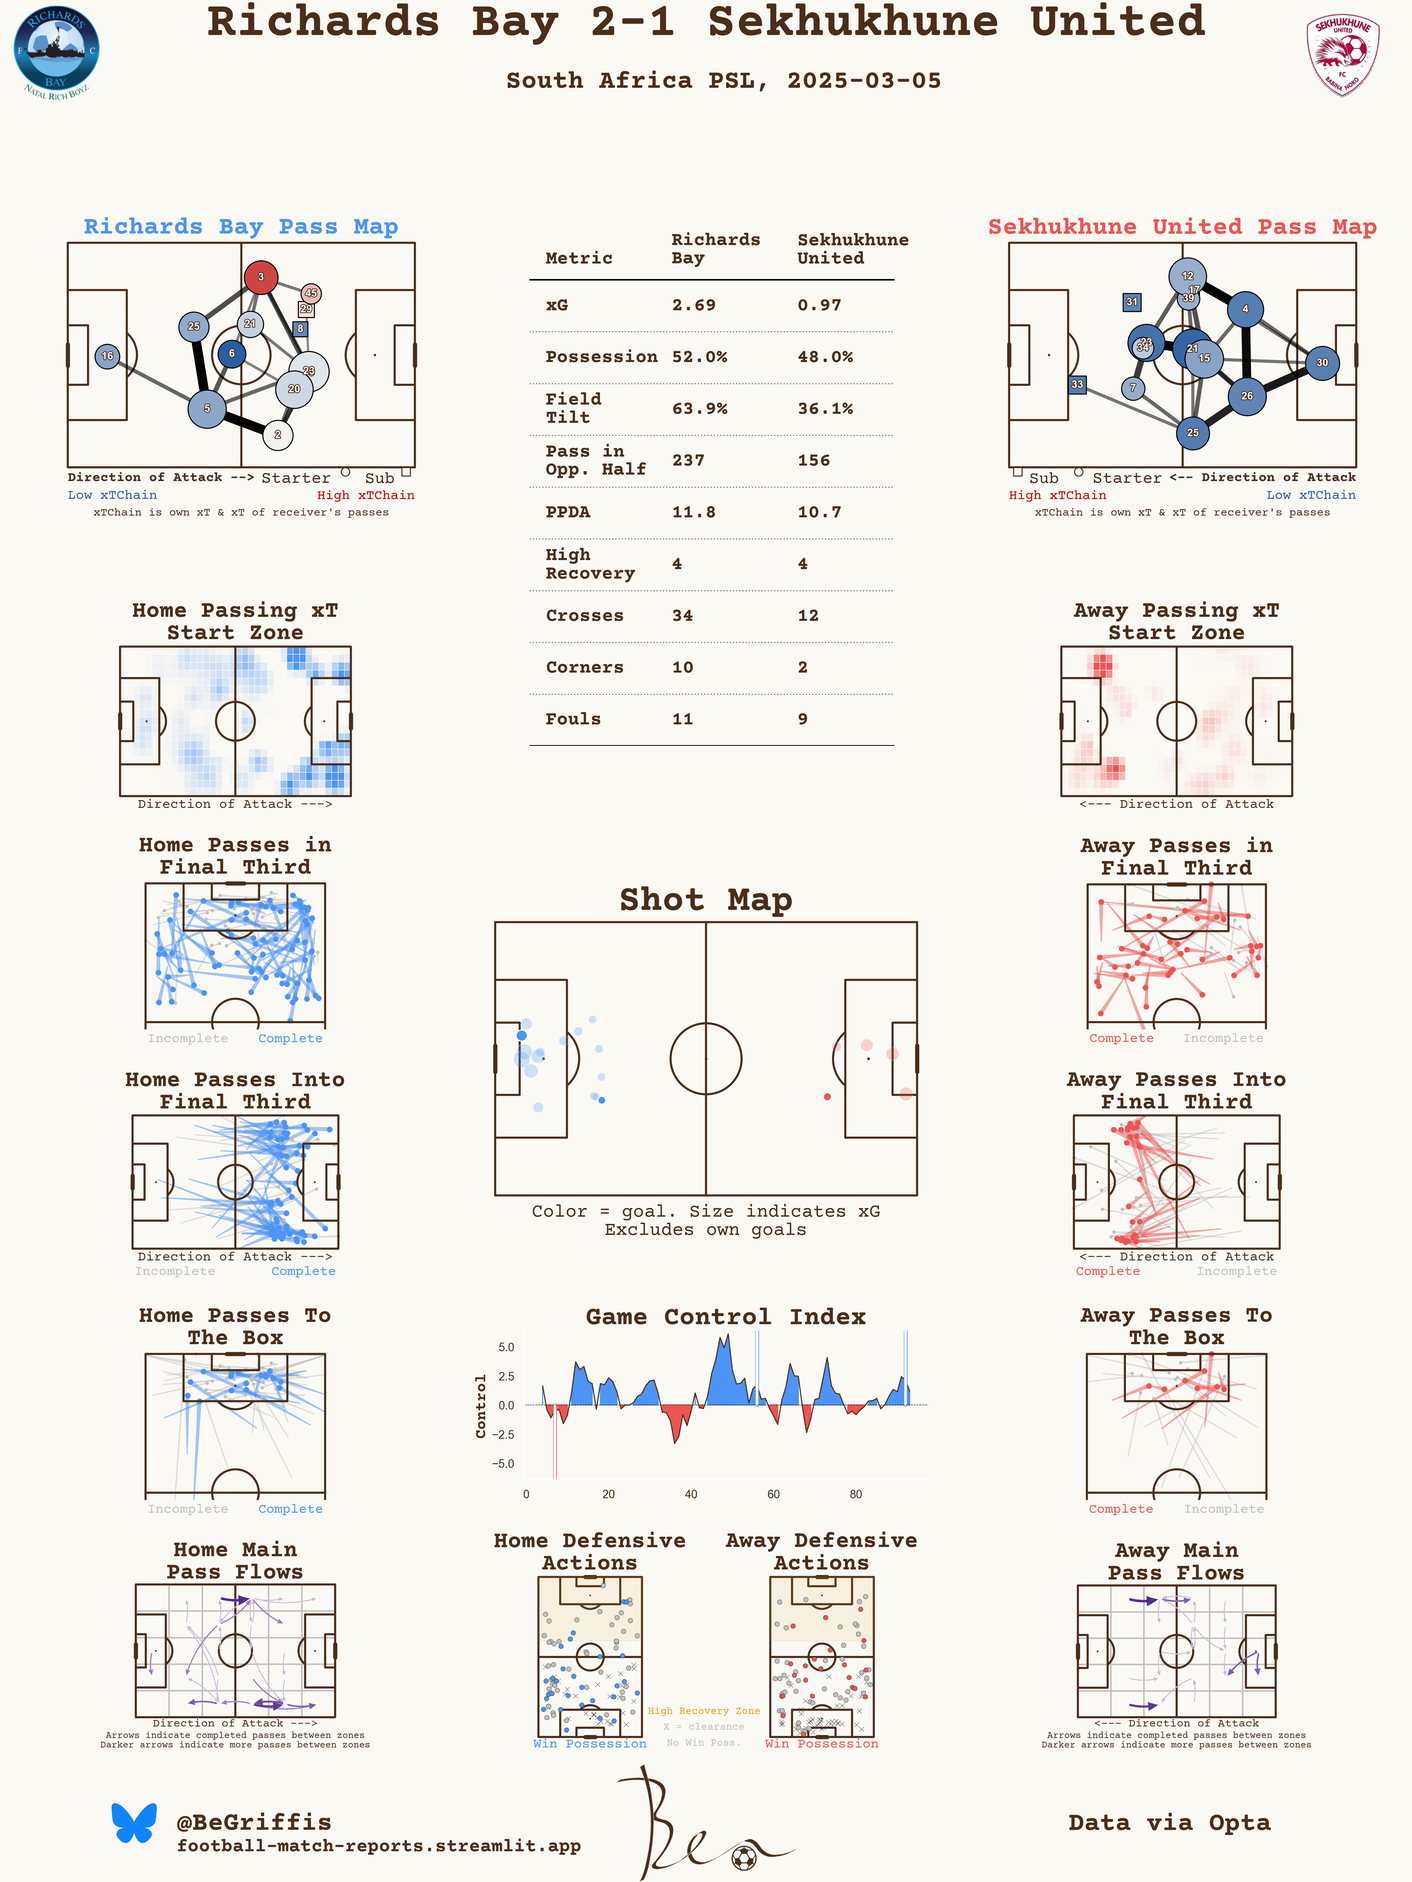 Richards Bay 2-1 Sekhukhune United
South Africa PSL, 2025-03-05
RICHARDS
F C
BAY
NATAL RICH BOYZ
SEKHUKHUNE
UNITED
FC
BABINA NOKO
Richards Bay Pass Map
3
45
29
8
25
21
16
6
23
20
5
2
Direction of Attack --> Starter Sub
Low xTChain High xTChain
xTChain is own xT & xT of receiver's passes
Metric Richards Bay Sekhukhune United
xG 2.69 0.97
Possession 52.0% 48.0%
Field Tilt 63.9% 36.1%
Pass in Opp. Half 237 156
PPDA 11.8 10.7
High Recovery 4 4
Crosses 34 12
Corners 10 2
Fouls 11 9
Sekhukhune United Pass Map
12
17
39
31
4
23
34
21
15
30
33
7
26
25
Sub Starter <-- Direction of Attack
High xTChain Low xTChain
xTChain is own xT & xT of receiver's passes
Home Passing xT
Start Zone
Direction of Attack --->
Away Passing xT
Start Zone
<--- Direction of Attack
Home Passes in
Final Third
Incomplete Complete
Away Passes in
Final Third
Complete Incomplete
Shot Map
Color = goal. Size indicates xG
Excludes own goals
Home Passes Into
Final Third
Direction of Attack --->
Incomplete Complete
Away Passes Into
Final Third
<--- Direction of Attack
Complete Incomplete
Home Passes To
The Box
Incomplete Complete
Game Control Index
Control
5.0
2.5
0.0
−2.5
−5.0
0 20 40 60 80
Away Passes To
The Box
Complete Incomplete
Home Main
Pass Flows
Direction of Attack --->
Arrows indicate completed passes between zones
Darker arrows indicate more passes between zones
Home Defensive
Actions
Win Possession
High Recovery Zone
X = clearance
No Win Poss.
Away Defensive
Actions
Win Possession
Away Main
Pass Flows
<--- Direction of Attack
Arrows indicate completed passes between zones
Darker arrows indicate more passes between zones
@BeGriffis
football-match-reports.streamlit.app
Ben
Data via Opta